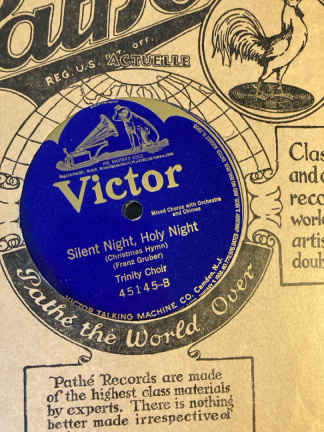 Pathé
REG. U.S. PAT. OFF.
ACTUELLE
HIS MASTER'S VOICE
Victor
Mixed Chorus with Orchestra
and Chimes
Silent Night, Holy Night
(Christmas Hymn)
(Franz Gruber)
Trinity Choir
45145-B
VICTOR TALKING MACHINE CO. Camden, N.J.
Pathé the World Over
Clas
and
reco
worl
artis
doub
Pathé Records are made
of the highest class materials
by experts. There is nothing
better made irrespective of